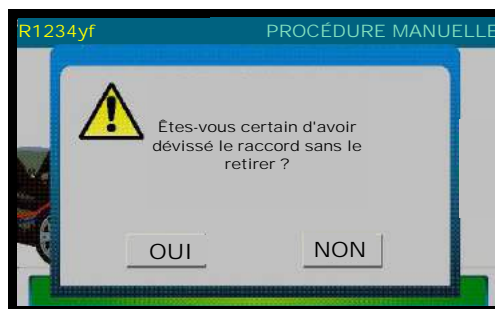 R1234yf PROCÉDURE MANUELLE
Êtes-vous certain d'avoir
dévissé le raccord sans le
retirer ?
OUI NON